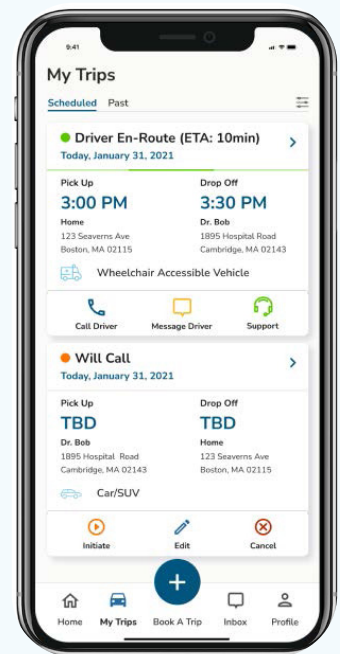 9:41
My Trips
Scheduled Past
Driver En-Route (ETA: 10min)
Today, January 31, 2021
Pick Up Drop Off
3:00 PM 3:30 PM
Home Dr. Bob
123 Seaverns Ave 1895 Hospital Road
Boston, MA 02115 Cambridge, MA 02143
Wheelchair Accessible Vehicle
Call Driver Message Driver Support
Will Call
Today, January 31, 2021
Pick Up Drop Off
TBD TBD
Dr. Bob Home
1895 Hospital Road 123 Seaverns Ave
Cambridge, MA 02143 Boston, MA 02115
Car/SUV
Initiate Edit Cancel
Home My Trips Book A Trip Inbox Profile